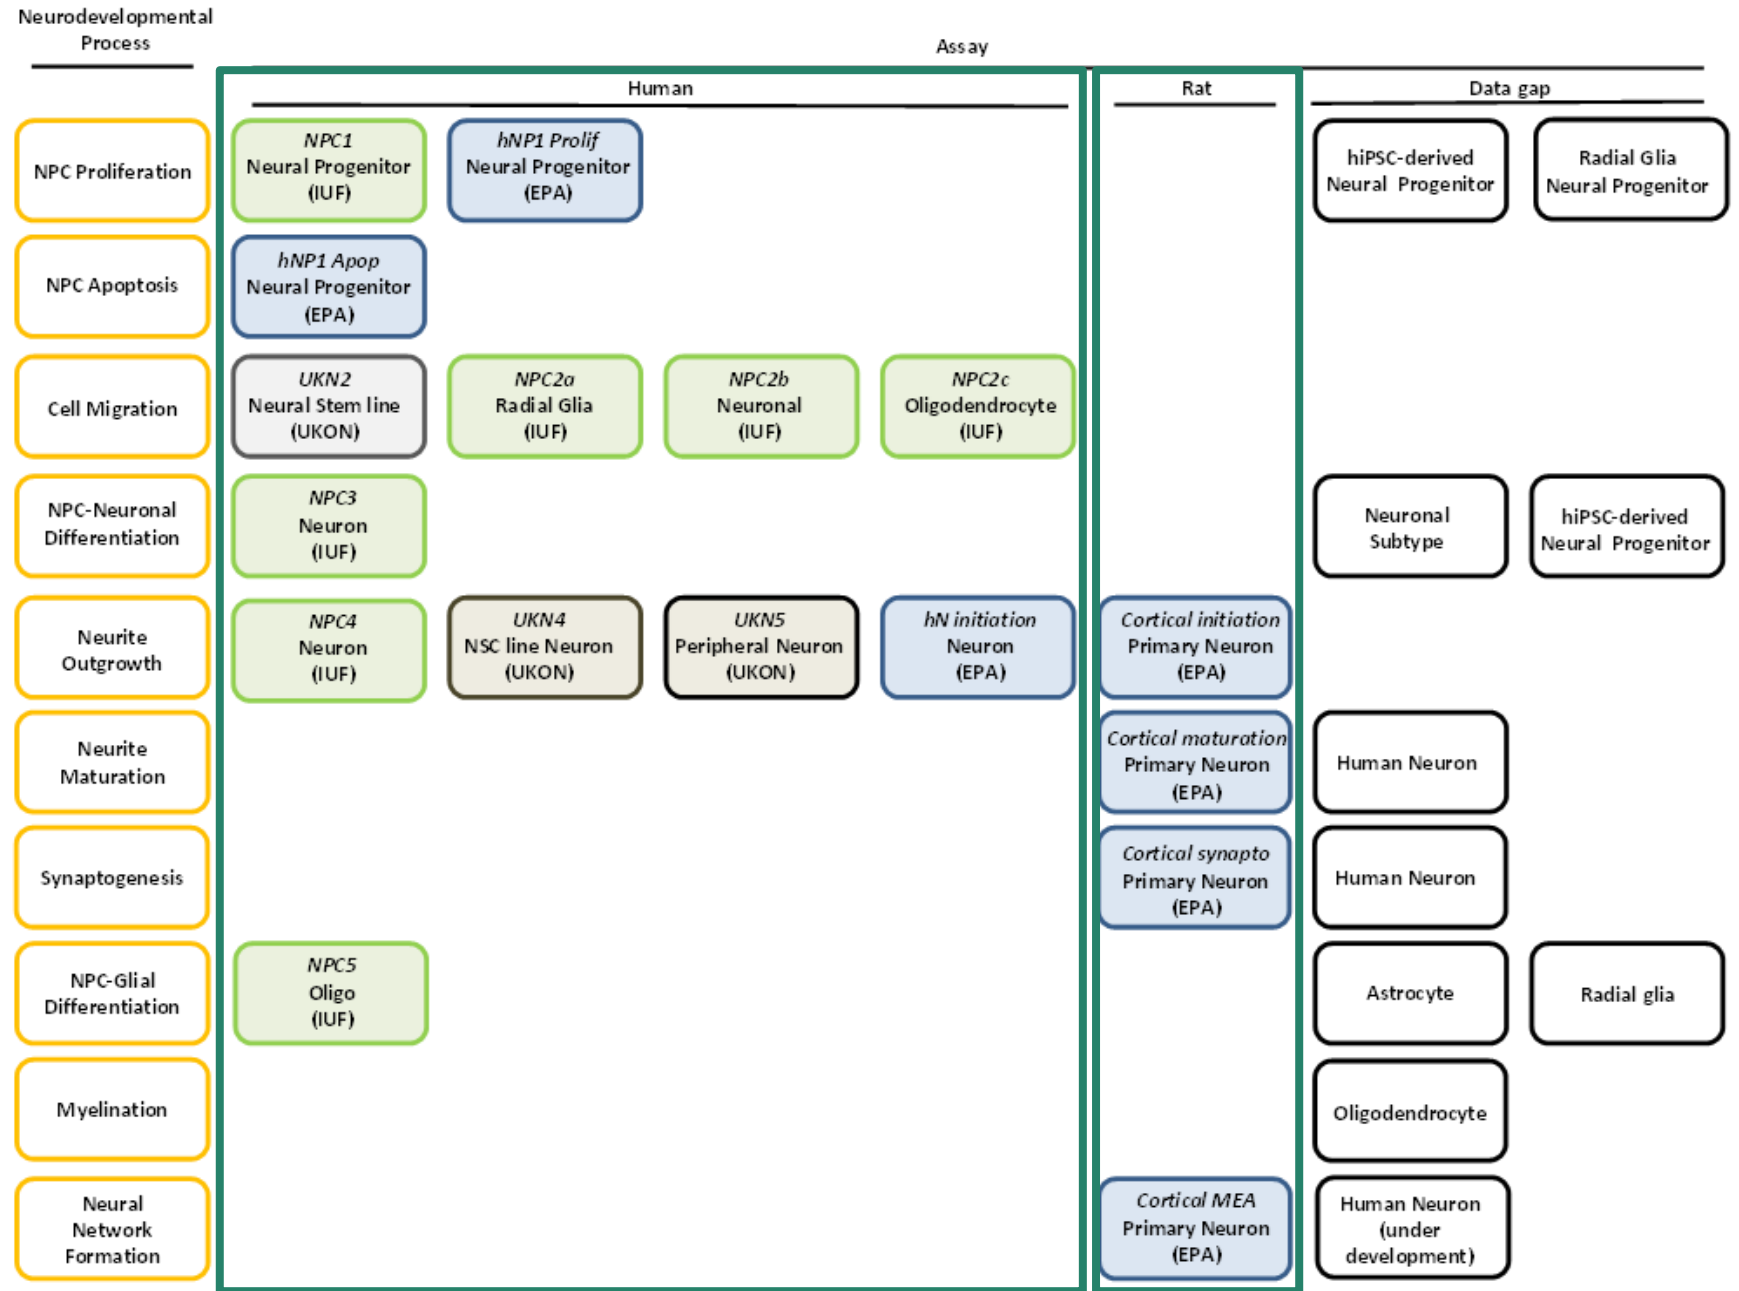 Neurodevelopmental
Process
Assay
Human
Rat
Data gap
NPC Proliferation
NPC1
Neural Progenitor
(IUF)
hNP1 Prolif
Neural Progenitor
(EPA)
hiPSC-derived
Neural Progenitor
Radial Glia
Neural Progenitor
NPC Apoptosis
hNP1 Apop
Neural Progenitor
(EPA)
Cell Migration
UKN2
Neural Stem line
(UKON)
NPC2a
Radial Glia
(IUF)
NPC2b
Neuronal
(IUF)
NPC2c
Oligodendrocyte
(IUF)
NPC-Neuronal
Differentiation
NPC3
Neuron
(IUF)
Neuronal
Subtype
hiPSC-derived
Neural Progenitor
Neurite
Outgrowth
NPC4
Neuron
(IUF)
UKN4
NSC line Neuron
(UKON)
UKN5
Peripheral Neuron
(UKON)
hN initiation
Neuron
(EPA)
Cortical initiation
Primary Neuron
(EPA)
Neurite
Maturation
Cortical maturation
Primary Neuron
(EPA)
Human Neuron
Synaptogenesis
Cortical synapto
Primary Neuron
(EPA)
Human Neuron
NPC-Glial
Differentiation
NPC5
Oligo
(IUF)
Astrocyte
Radial glia
Myelination
Oligodendrocyte
Neural
Network
Formation
Cortical MEA
Primary Neuron
(EPA)
Human Neuron
(under
development)